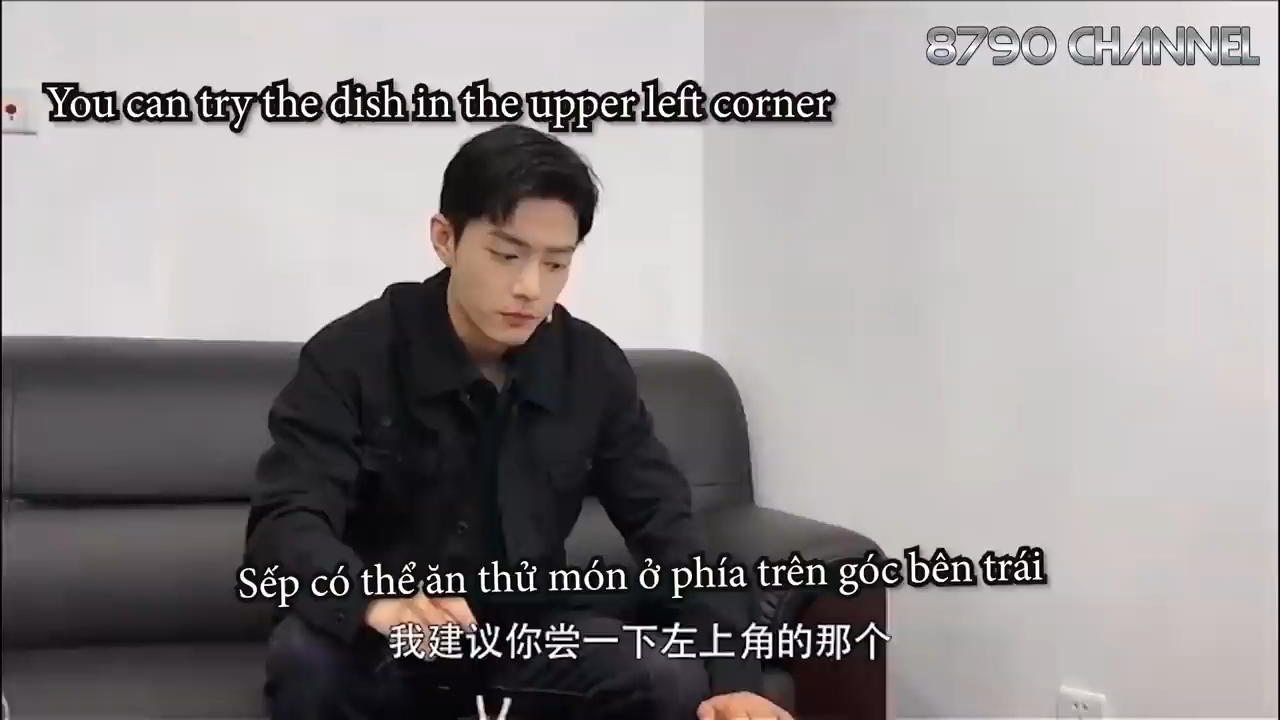 8790 CHANNEL
You can try the dish in the upper left corner
Sếp có thể ăn thử món ở phía trên góc bên trái
我建议你尝一下左上角的那个